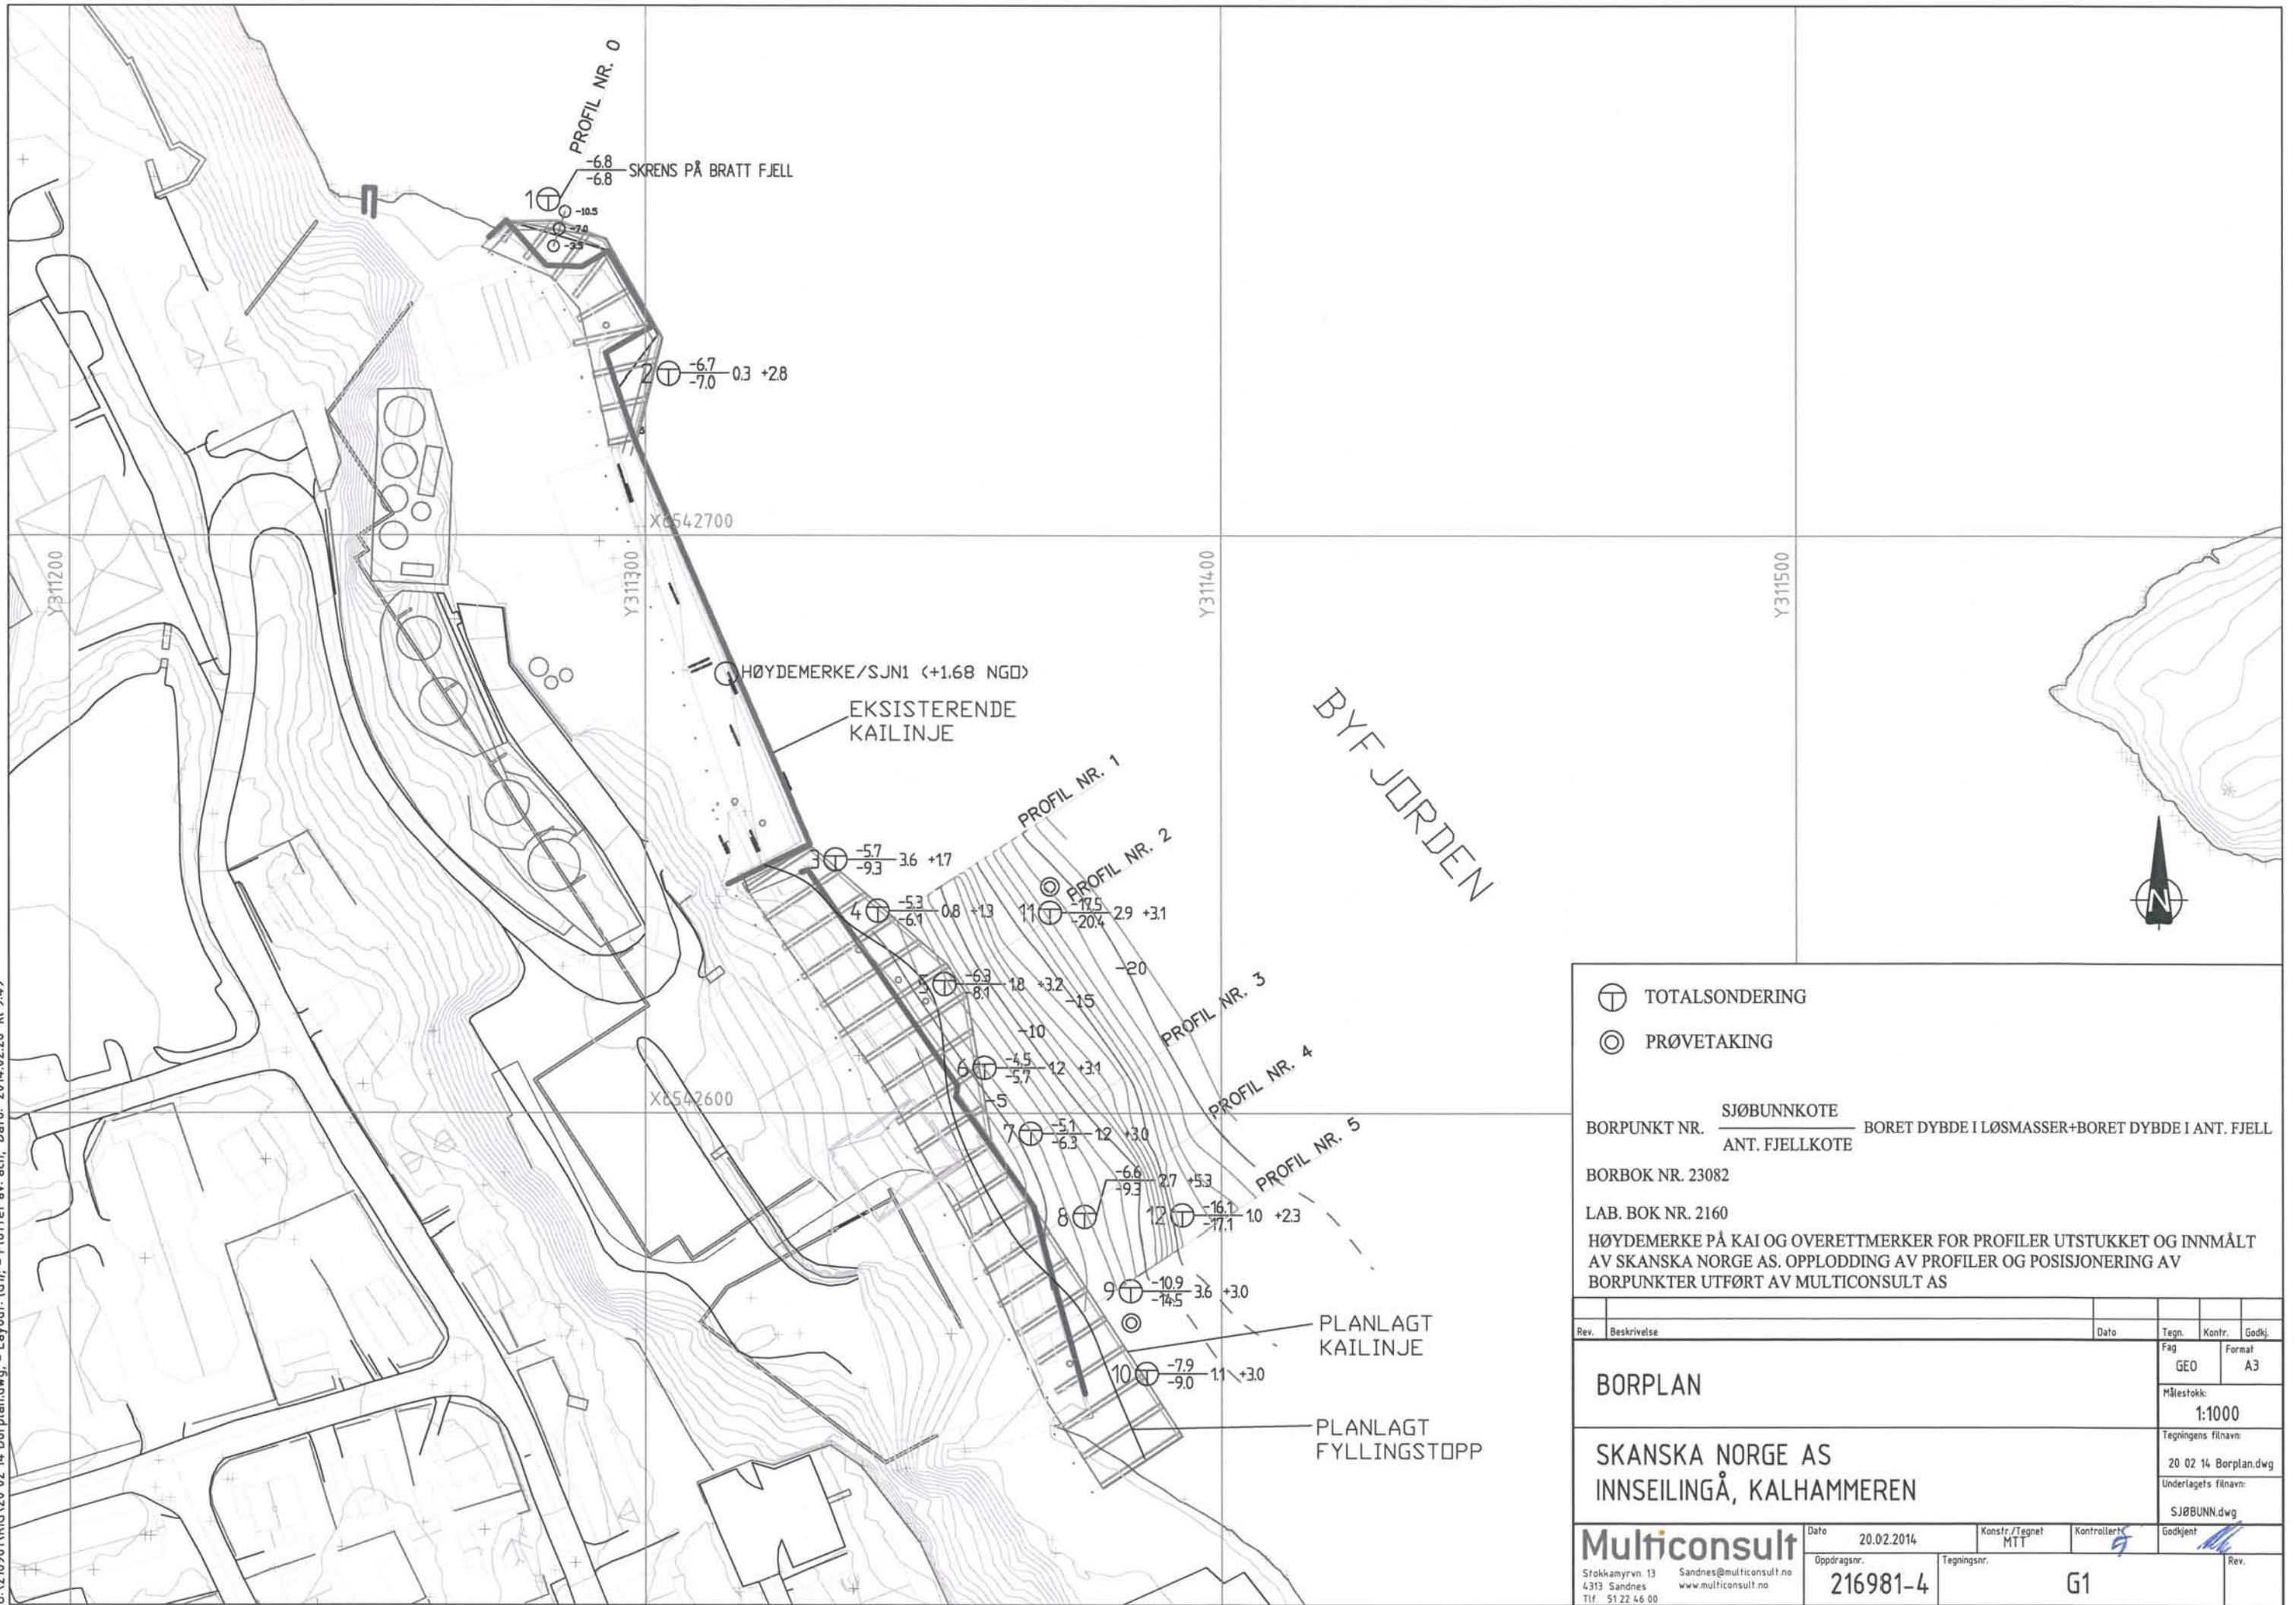 PROFIL NR. 0
-6.8
-6.8
SKRENS PÅ BRATT FJELL
1
-10.5
-7.0
-3.5
2
-6.7
-7.0
0.3 +2.8
X6542700
Y311200
Y311300
Y311400
Y311500
HØYDEMERKE/SJN1 (+1.68 NGO)
EKSISTERENDE
KAILINJE
BYFJORDEN
PROFIL NR. 1
PROFIL NR. 2
3
-5.7
-9.3
3.6 +1.7
4
-5.3
-6.1
0.8 +1.3
11
-17.5
-20.4
2.9 +3.1
N
-20
5
-6.3
-8.1
1.8 +3.2
-15
PROFIL NR. 3
-10
6
-4.5
-5.7
1.2 +3.1
PROFIL NR. 4
X6542600
-5
7
-5.1
-6.3
1.2 +3.0
PROFIL NR. 5
-6.6
-9.3
2.7 +5.3
8
12
-16.1
-17.1
1.0 +2.3
9
-10.9
-14.5
3.6 +3.0
PLANLAGT
KAILINJE
10
-7.9
-9.0
1.1 +3.0
PLANLAGT
FYLLINGSTOPP
TOTALSONDERING
PRØVETAKING
SJØBUNNKOTE
BORPUNKT NR.
BORET DYBDE I LØSMASSER+BORET DYBDE I ANT. FJELL
ANT. FJELLKOTE
BORBOK NR. 23082
LAB. BOK NR. 2160
HØYDEMERKE PÅ KAI OG OVERETTMERKER FOR PROFILER UTSTUKKET OG INNMÅLT
AV SKANSKA NORGE AS. OPPLODDING AV PROFILER OG POSISJONERING AV
BORPUNKTER UTFØRT AV MULTICONSULT AS
Rev. Beskrivelse Dato Tegn. Kontr. Godkj.
BORPLAN
Fag
GEO
Format
A3
Målestokk:
1:1000
SKANSKA NORGE AS
INNSEILINGÅ, KALHAMMEREN
Tegningens filnavn:
20 02 14 Borplan.dwg
Underlagets filnavn:
SJØBUNN.dwg
Multiconsult
Stokkamyrvn. 13 Sandnes@multiconsult.no
4313 Sandnes www.multiconsult.no
Tlf. 51 22 46 00
Dato
20.02.2014
Konstr./Tegnet
MTT
Kontrollert
Godkjent
Oppdragsnr.
216981-4
Tegningsnr.
G1
Rev.